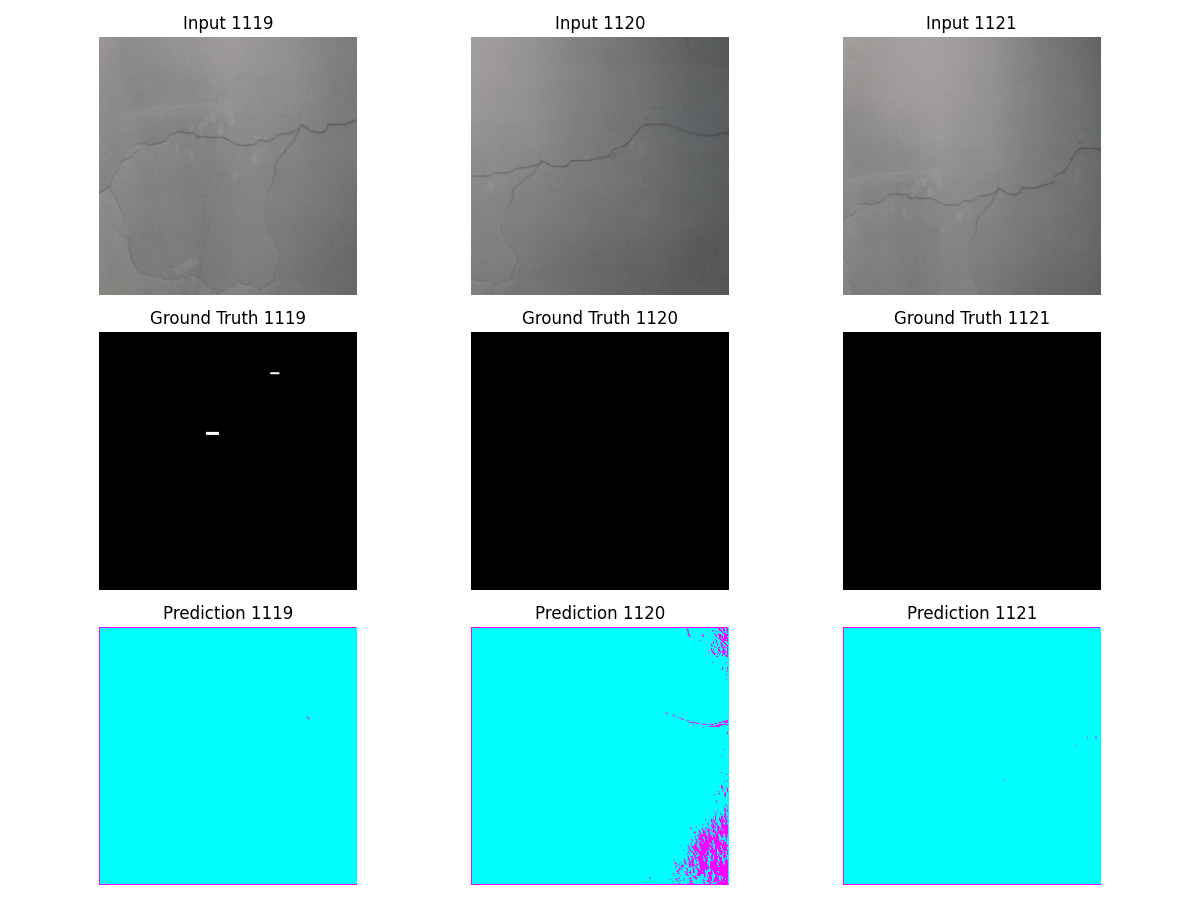 Input 1119
Input 1120
Input 1121
Ground Truth 1119
Ground Truth 1120
Ground Truth 1121
Prediction 1119
Prediction 1120
Prediction 1121